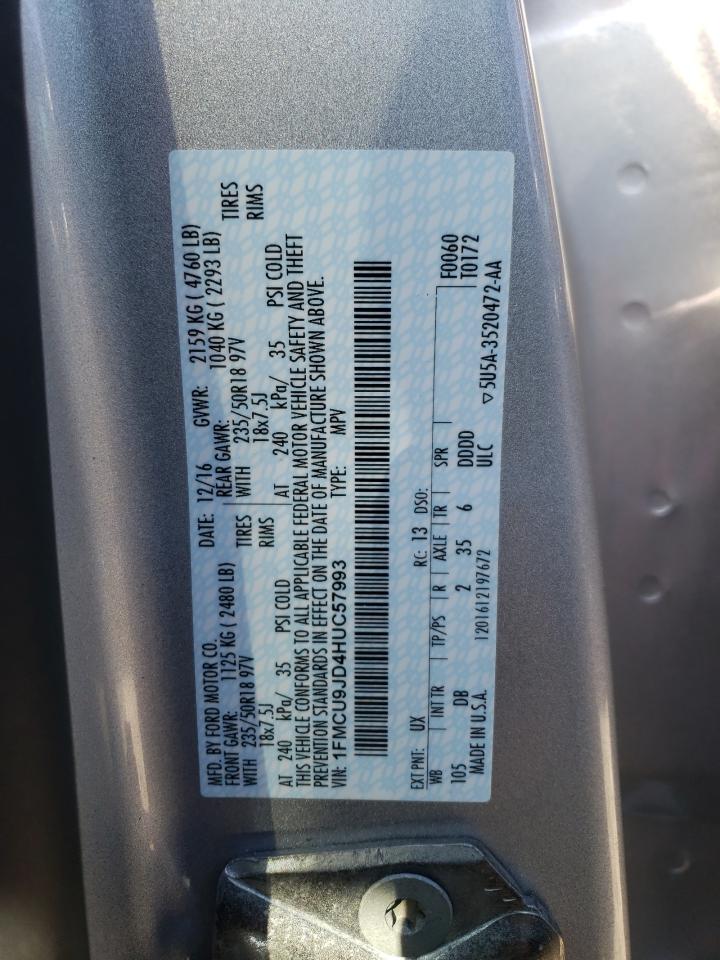 MFD. BY FORD MOTOR CO. DATE: 12/16 GVWR: 2159 KG ( 4760 LB)
FRONT GAWR: 1125 KG ( 2480 LB) REAR GAWR: 1040 KG ( 2293 LB)
WITH 235/50R18 97V TIRES WITH 235/50R18 97V TIRES
18x7.5J RIMS 18x7.5J RIMS
AT 240 kPa/ 35 PSI COLD AT 240 kPa/ 35 PSI COLD
THIS VEHICLE CONFORMS TO ALL APPLICABLE FEDERAL MOTOR VEHICLE SAFETY AND THEFT
PREVENTION STANDARDS IN EFFECT ON THE DATE OF MANUFACTURE SHOWN ABOVE.
VIN: 1FMCU9JD4HUC57993 TYPE: MPV
EXT PNT: UX RC: 13 DSO: F0060
WB INT TR TP/PS R AXLE TR SPR T0172
105 DB 2 35 6 DDDD
MADE IN U.S.A. 1201612197672 ULC ▽5U5A-3520472-AA